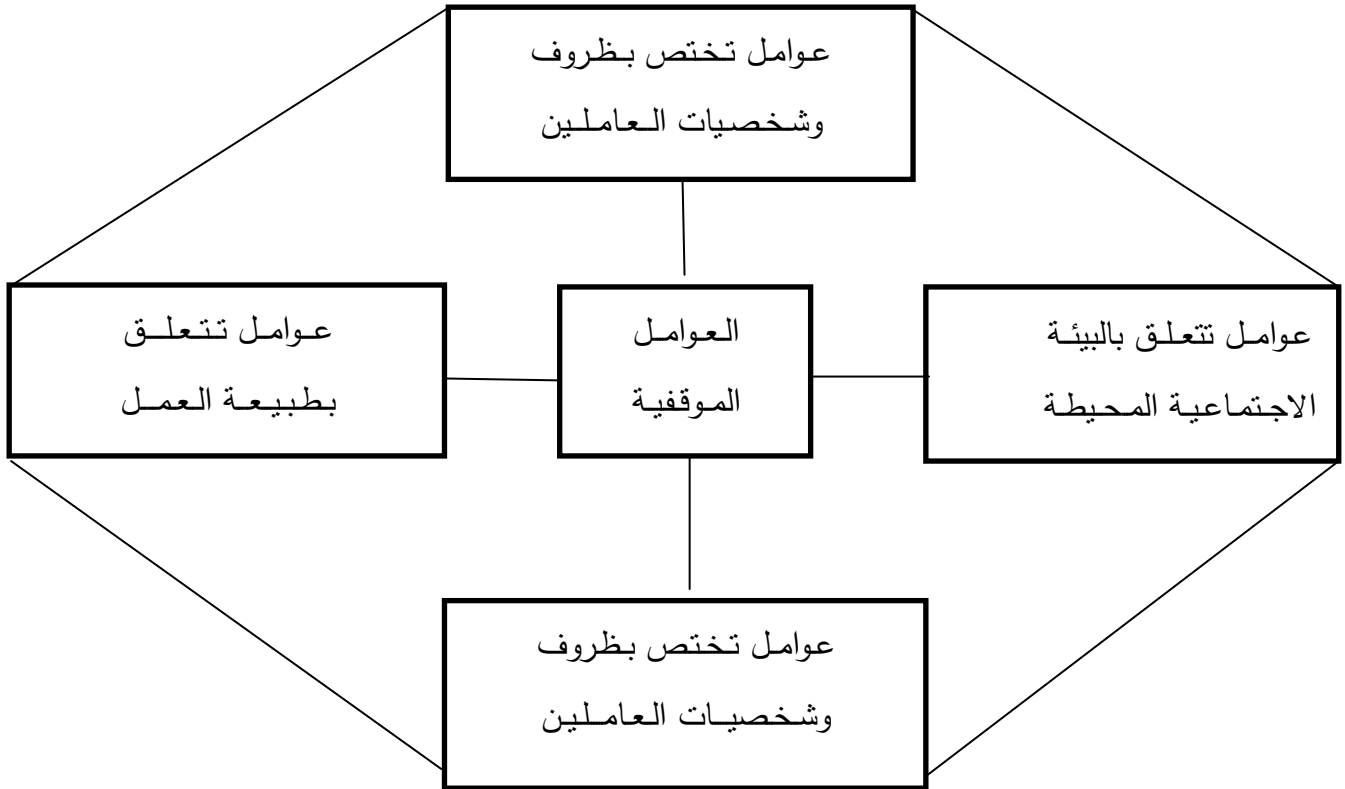 عوامل تختص بظروف
وشخصيات العاملين
عوامل تتعلق بالبيئة
الاجتماعية المحيطة
العوامل
الموقفية
عوامل تتعلق
بطبيعة العمل
عوامل تختص بظروف
وشخصيات العاملين